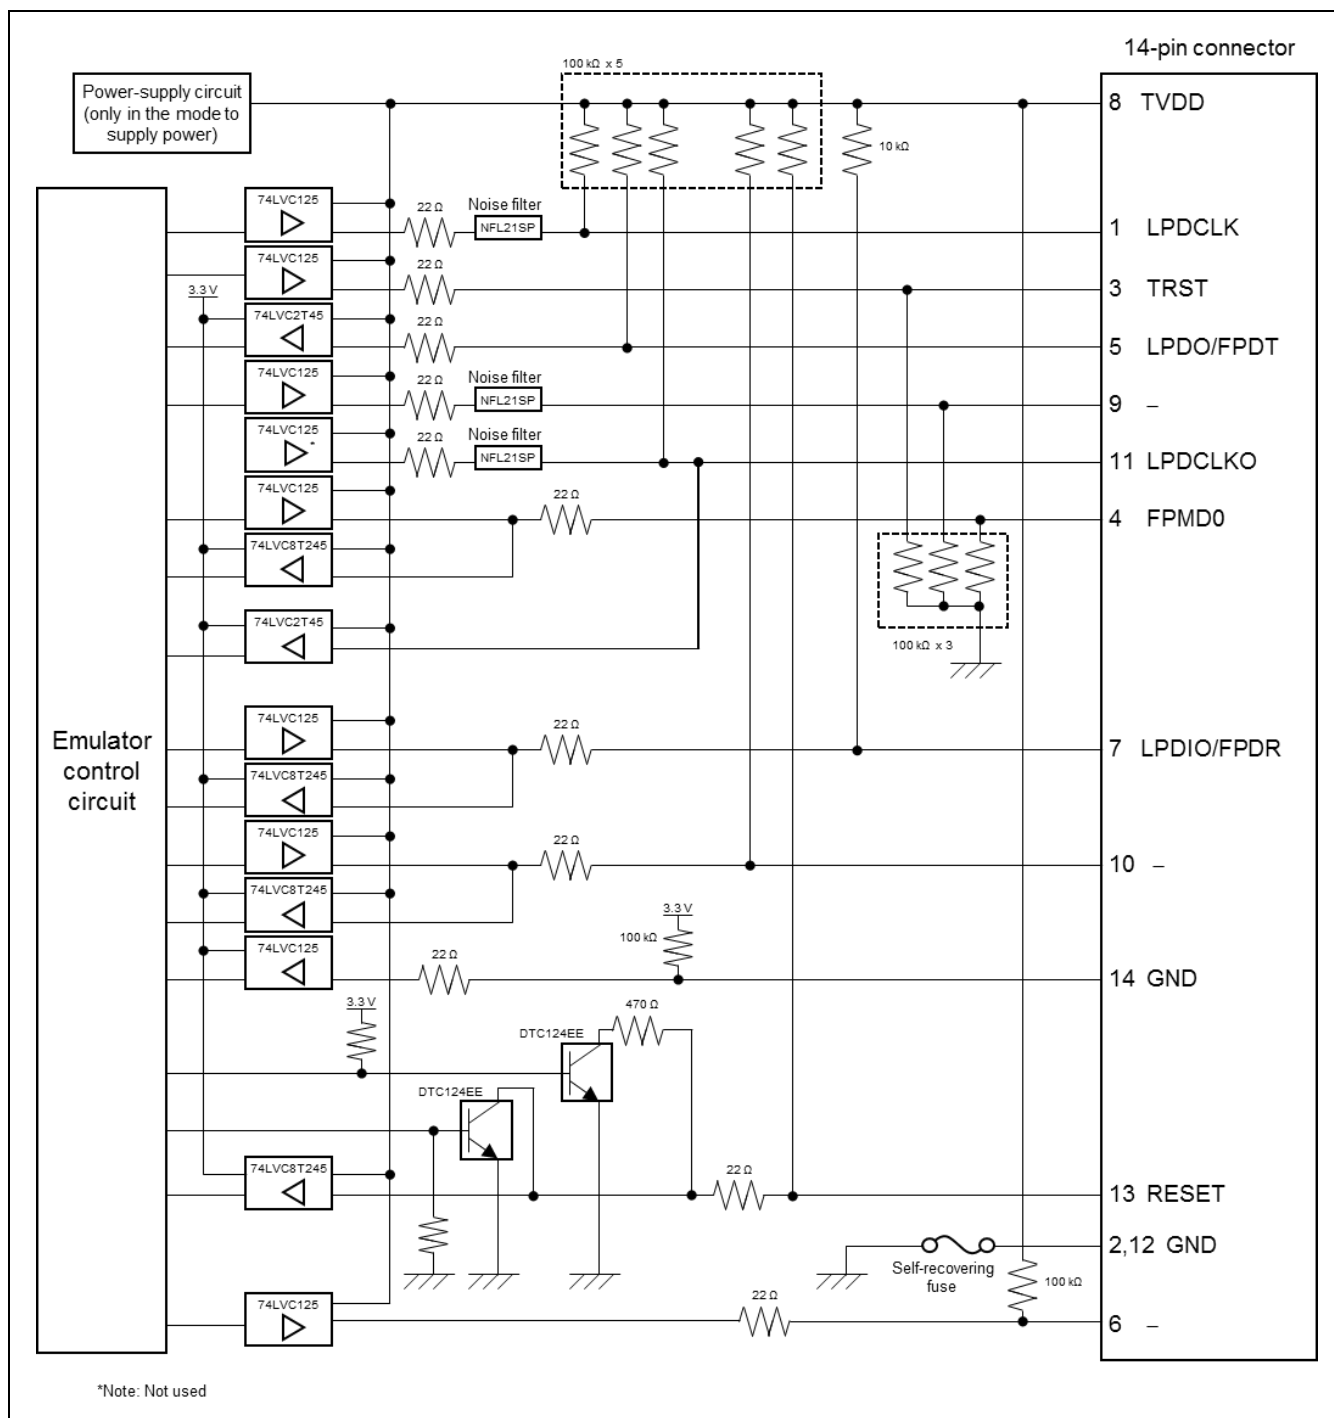 14-pin connector
100 kΩ x 5
Power-supply circuit
(only in the mode to
supply power)
8 TVDD
10 kΩ
74LVC125
22 Ω
Noise filter
NFL21SP
1 LPDCLK
74LVC125
22 Ω
3.3 V
3 TRST
74LVC2T45
22 Ω
5 LPDO/FPDT
74LVC125
22 Ω
Noise filter
NFL21SP
9 –
74LVC125
*
22 Ω
Noise filter
NFL21SP
11 LPDCLKO
74LVC125
22 Ω
4 FPMD0
74LVC8T245
74LVC2T45
100 kΩ x 3
Emulator
control
circuit
74LVC125
22 Ω
7 LPDIO/FPDR
74LVC8T245
74LVC125
22 Ω
10 –
74LVC8T245
3.3 V
100 kΩ
74LVC125
22 Ω
14 GND
3.3 V
470 Ω
DTC124EE
DTC124EE
74LVC8T245
22 Ω
13 RESET
2,12 GND
Self-recovering
fuse
100 kΩ
74LVC125
22 Ω
6 –
*Note: Not used